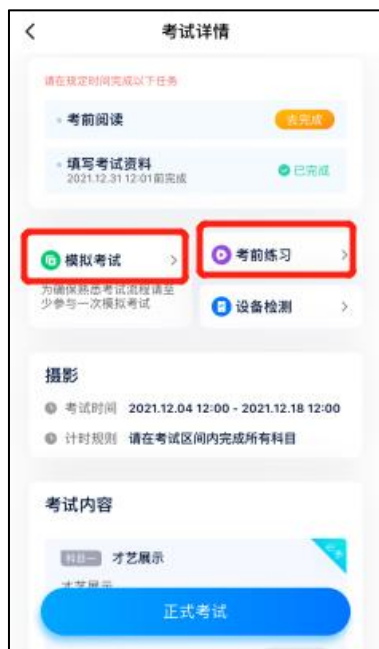 考试详情
请在规定时间完成以下任务
考前阅读
去完成
填写考试资料
2021.12.31 12:01前完成
已完成
模拟考试
考前练习
为确保熟悉考试流程请至
少参与一次模拟考试
设备检测
摄影
考试时间 2021.12.04 12:00 - 2021.12.18 12:00
计时规则 请在考试区间内完成所有科目
考试内容
科目一 才艺展示
才艺展示
正式考试